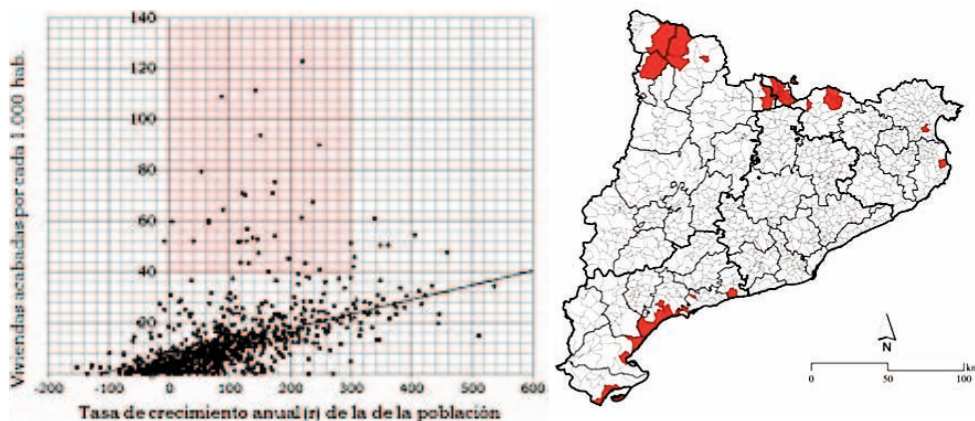 Viviendas acabadas por cada 1.000 hab.
140
120
100
80
60
40
20
-200 -100 0 100 200 300 400 500 600
Tasa de crecimiento anual (r) de la de la población
N
0 50 100
km